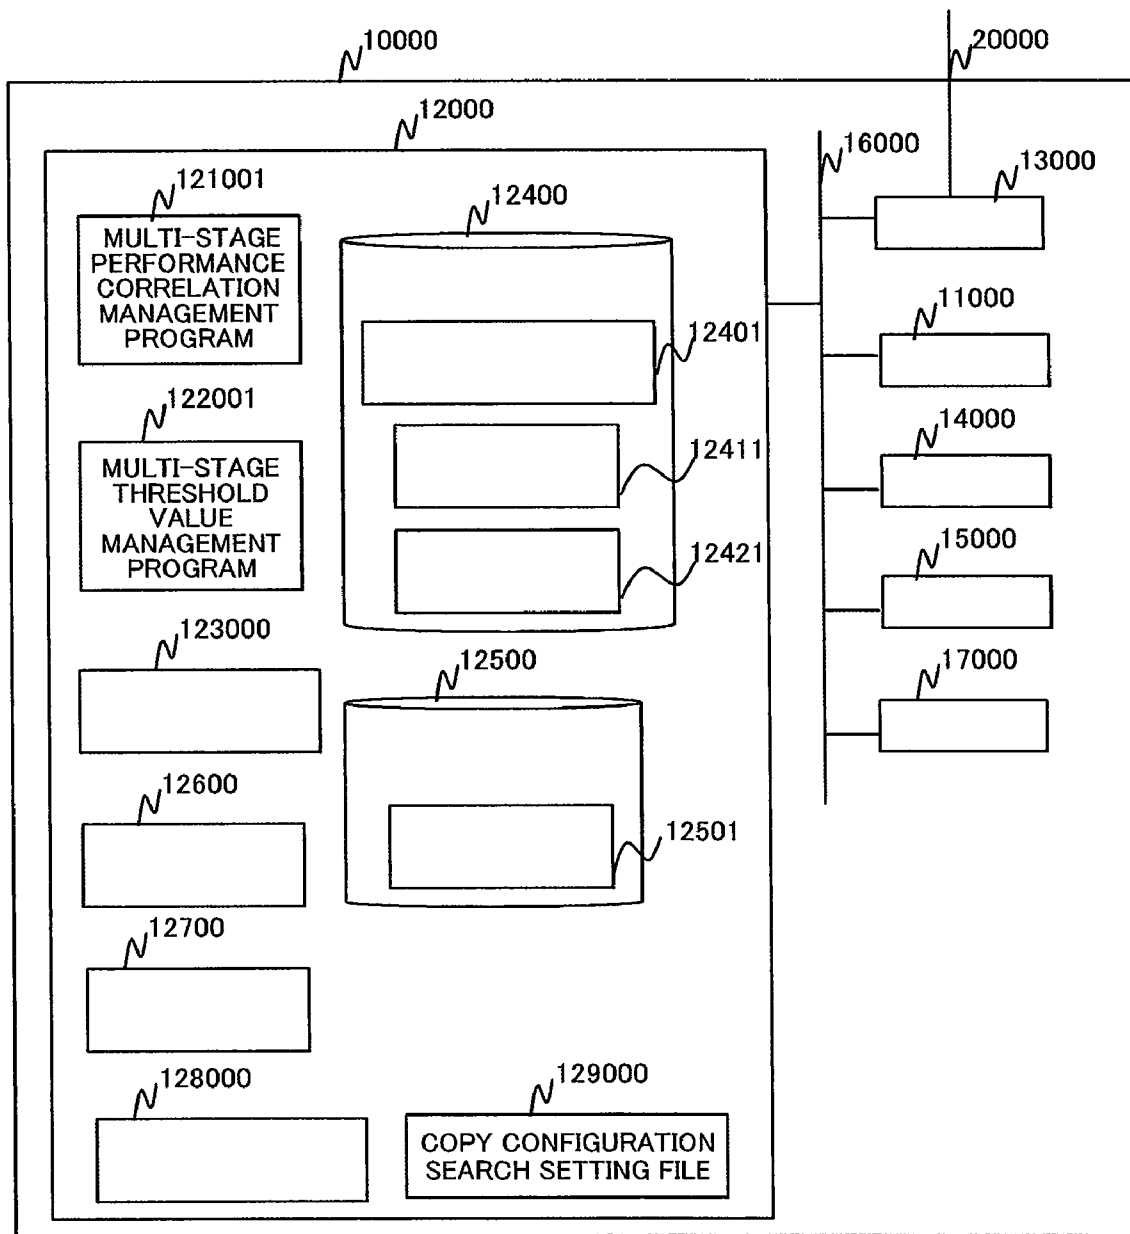 10000
20000
12000
16000
13000
121001
MULTI-STAGE
PERFORMANCE
CORRELATION
MANAGEMENT
PROGRAM
12400
11000
12401
122001
MULTI-STAGE
THRESHOLD
VALUE
MANAGEMENT
PROGRAM
12411
14000
12421
15000
123000
12500
17000
12600
12501
12700
128000
129000
COPY CONFIGURATION
SEARCH SETTING FILE